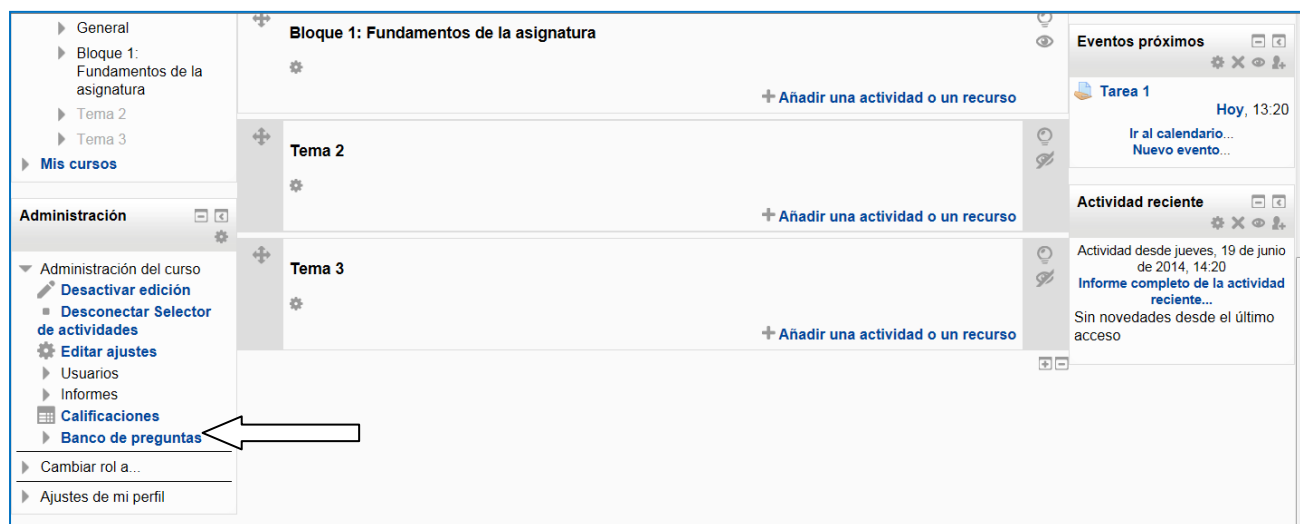 General
Bloque 1:
Fundamentos de la
asignatura
Tema 2
Tema 3
Mis cursos
Administración
Administración del curso
Desactivar edición
Desconectar Selector
de actividades
Editar ajustes
Usuarios
Informes
Calificaciones
Banco de preguntas
Cambiar rol a...
Ajustes de mi perfil
Bloque 1: Fundamentos de la asignatura
Añadir una actividad o un recurso
Tema 2
Añadir una actividad o un recurso
Tema 3
Añadir una actividad o un recurso
Eventos próximos
Tarea 1
Hoy, 13:20
Ir al calendario...
Nuevo evento...
Actividad reciente
Actividad desde jueves, 19 de junio
de 2014, 14:20
Informe completo de la actividad
reciente...
Sin novedades desde el último
acceso